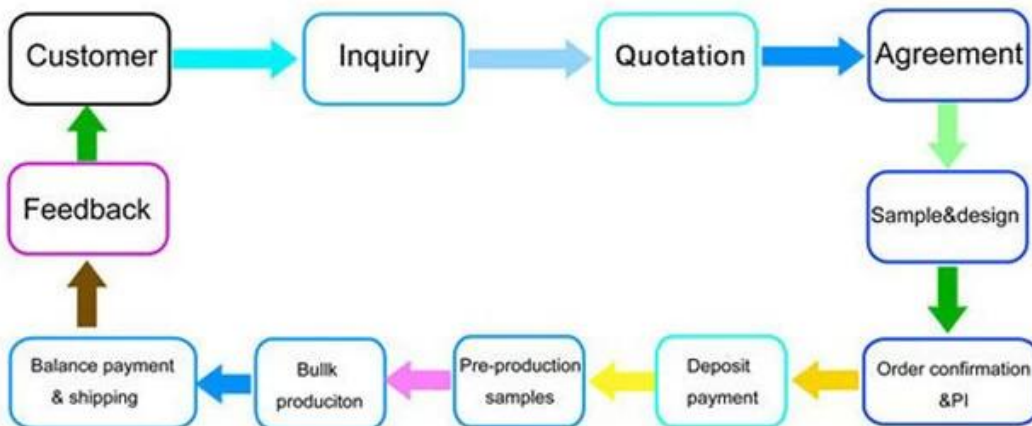 Customer
Inquiry
Quotation
Agreement
Sample&design
Order confirmation
&PI
Deposit
payment
Pre-production
samples
Bullk
produciton
Balance payment
& shipping
Feedback